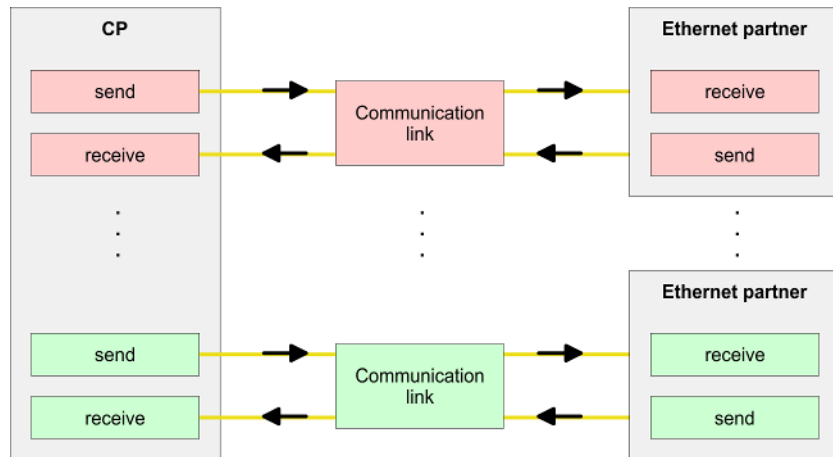 CP
Ethernet partner
send
Communication
link
receive
receive
send
Ethernet partner
send
Communication
link
receive
receive
send